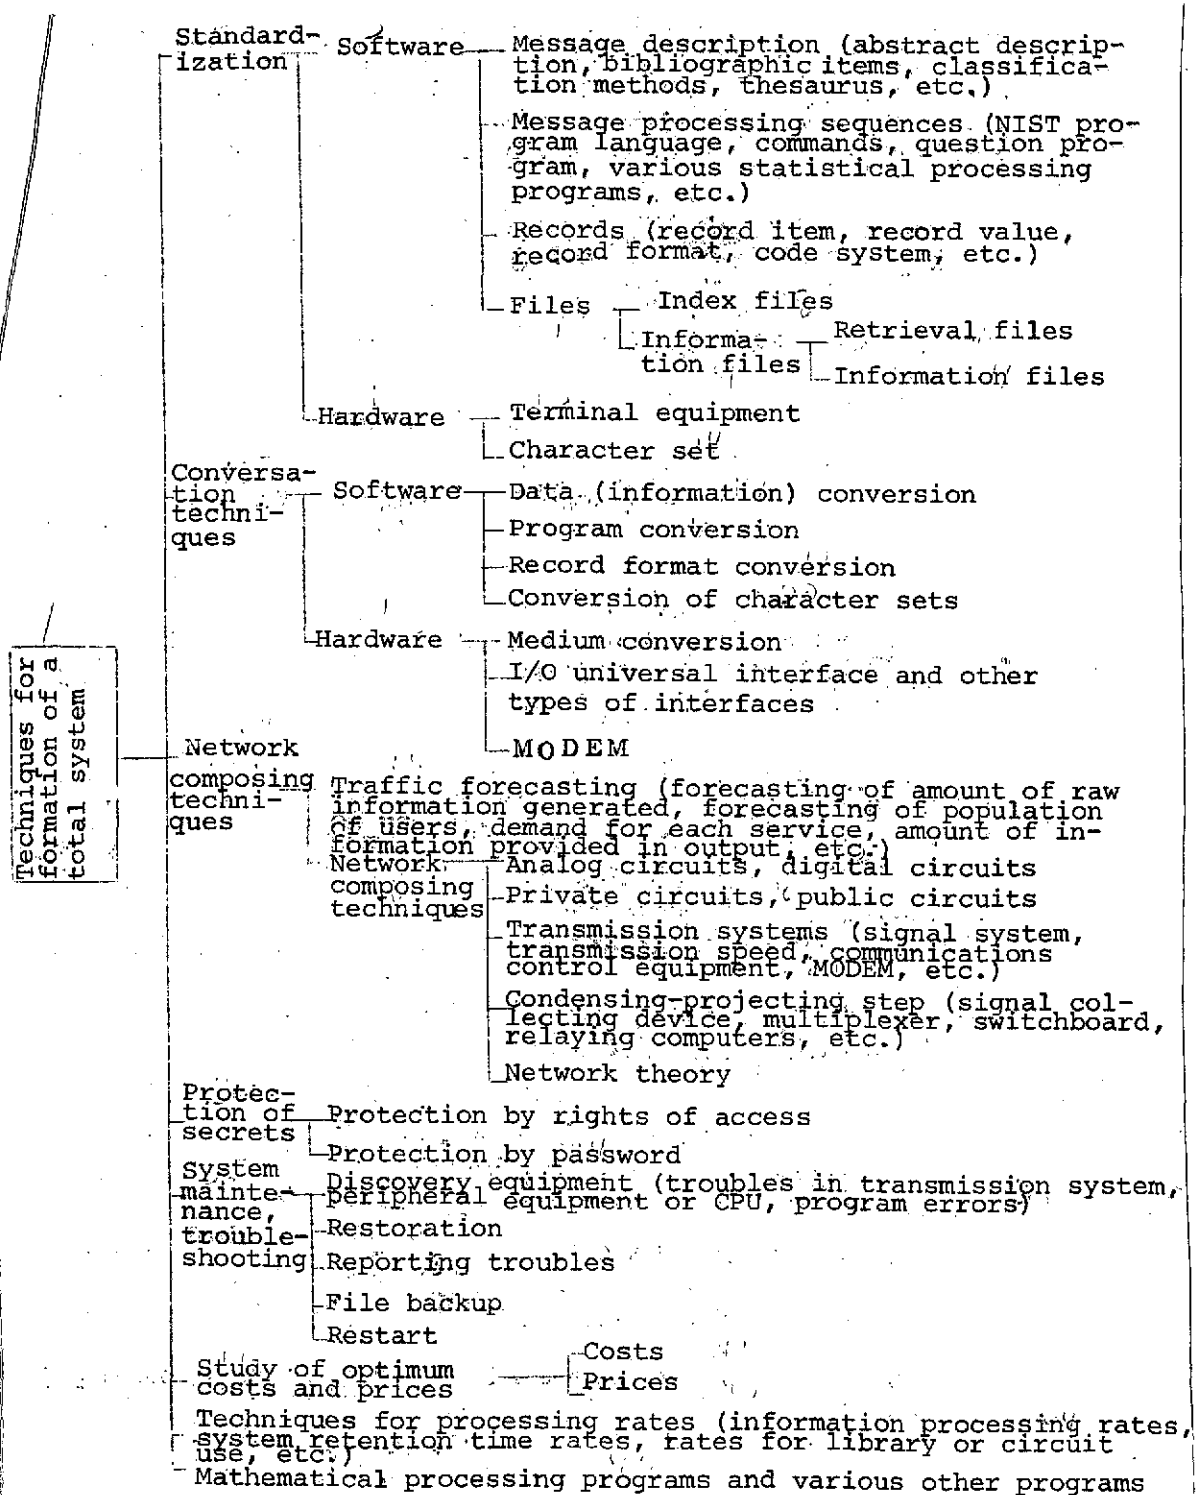 Standard-
ization
Software
Message description (abstract descrip-
tion, bibliographic items, classifica-
tion methods, thesaurus, etc.)
Message processing sequences (NIST pro-
gram language, commands, question pro-
gram, various statistical processing
programs, etc.)
Records (record item, record value,
record format, code system, etc.)
Files
Index files
Informa-
tion files
Retrieval files
Information files
Hardware
Terminal equipment
Character set
Conversa-
tion
techni-
ques
Software
Data (information) conversion
Program conversion
Record format conversion
Conversion of character sets
Hardware
Medium conversion
I/O universal interface and other
types of interfaces
MODEM
Techniques for
formation of a
total system
Network
composing
techni-
ques
Traffic forecasting (forecasting of amount of raw
information generated, forecasting of population
of users, demand for each service, amount of in-
formation provided in output, etc.)
Network
composing
techniques
Analog circuits, digital circuits
Private circuits, public circuits
Transmission systems (signal system,
transmission speed, communications
control equipment, MODEM, etc.)
Condensing-projecting step (signal col-
lecting device, multiplexer, switchboard,
relaying computers, etc.)
Network theory
Protec-
tion of
secrets
Protection by rights of access
Protection by password
System
mainte-
nance,
trouble-
shooting
Discovery equipment (troubles in transmission system,
peripheral equipment or CPU, program errors)
Restoration
Reporting troubles
File backup
Restart
Study of optimum
costs and prices
Costs
Prices
Techniques for processing rates (information processing rates,
system retention time rates, rates for library or circuit
use, etc.)
Mathematical processing programs and various other programs